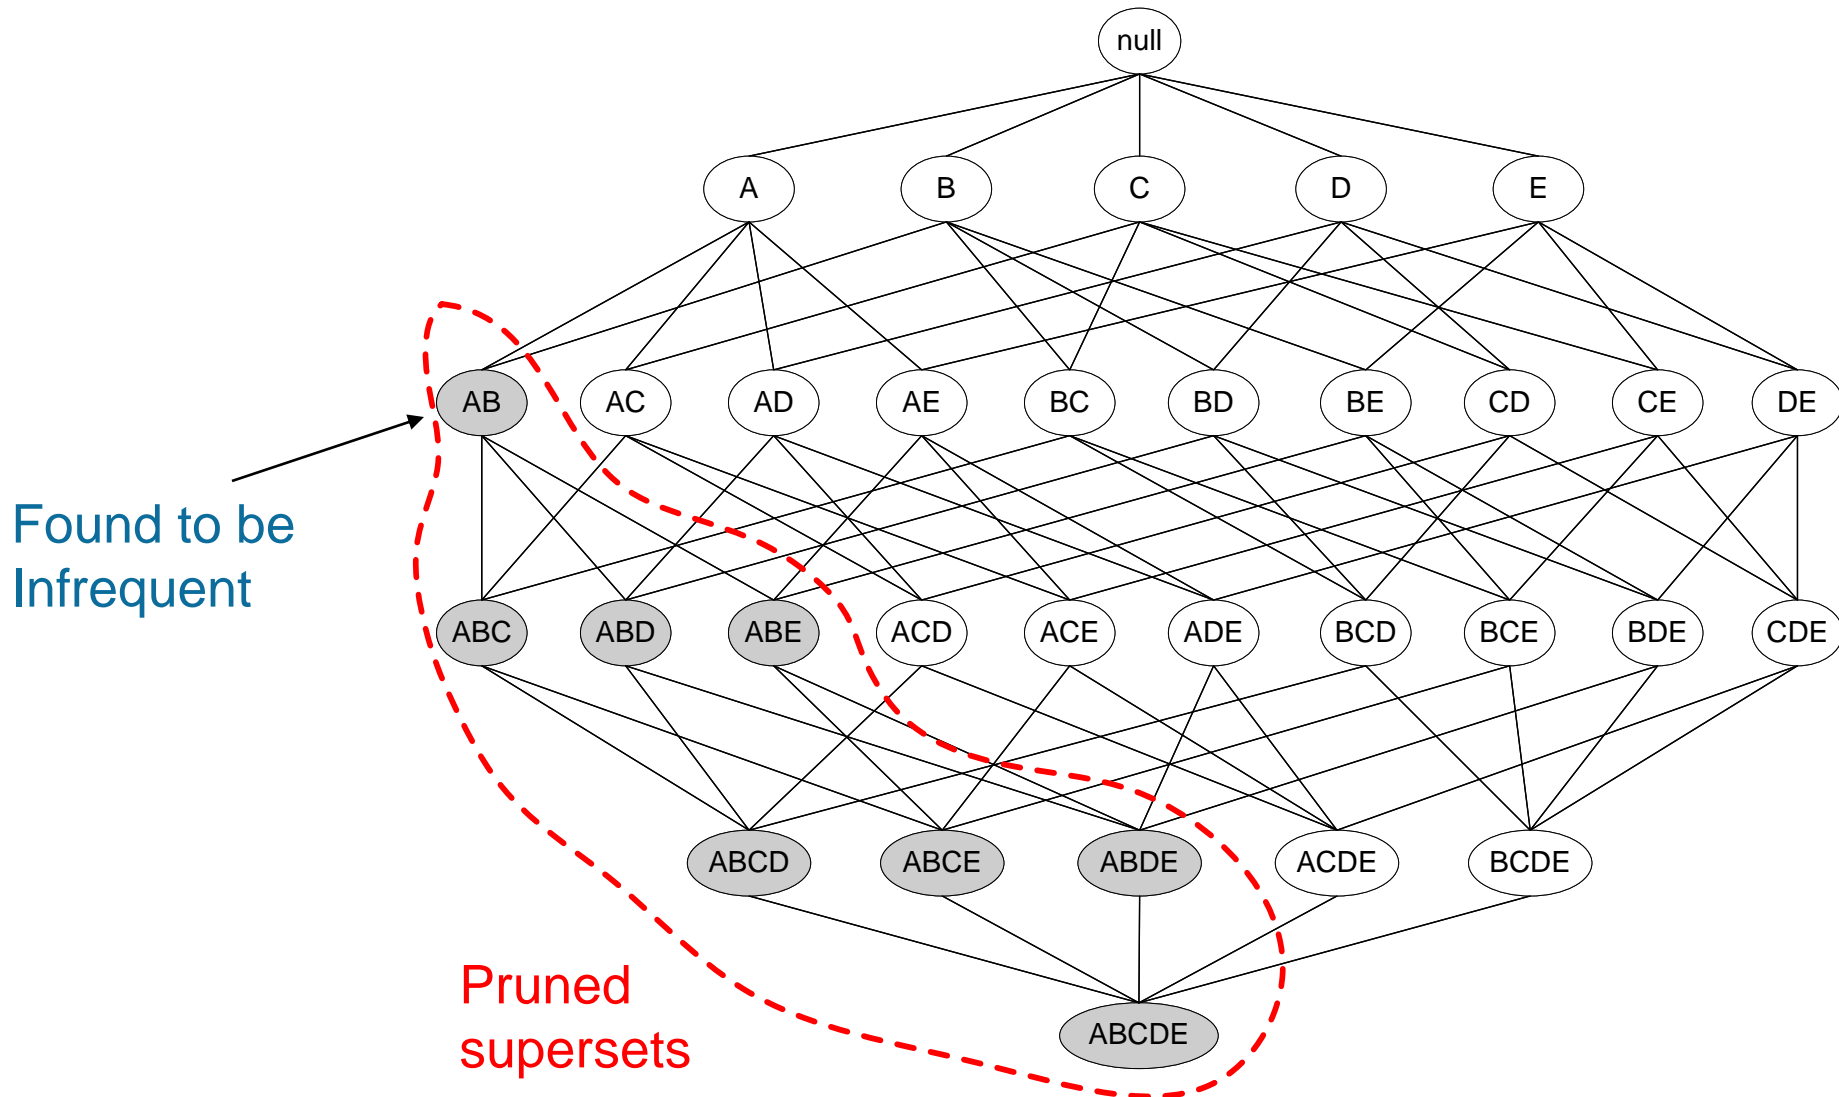 null
A B C D E
AB AC AD AE BC BD BE CD CE DE
Found to be
Infrequent
ABC ABD ABE ACD ACE ADE BCD BCE BDE CDE
ABCD ABCE ABDE ACDE BCDE
Pruned
supersets
ABCDE